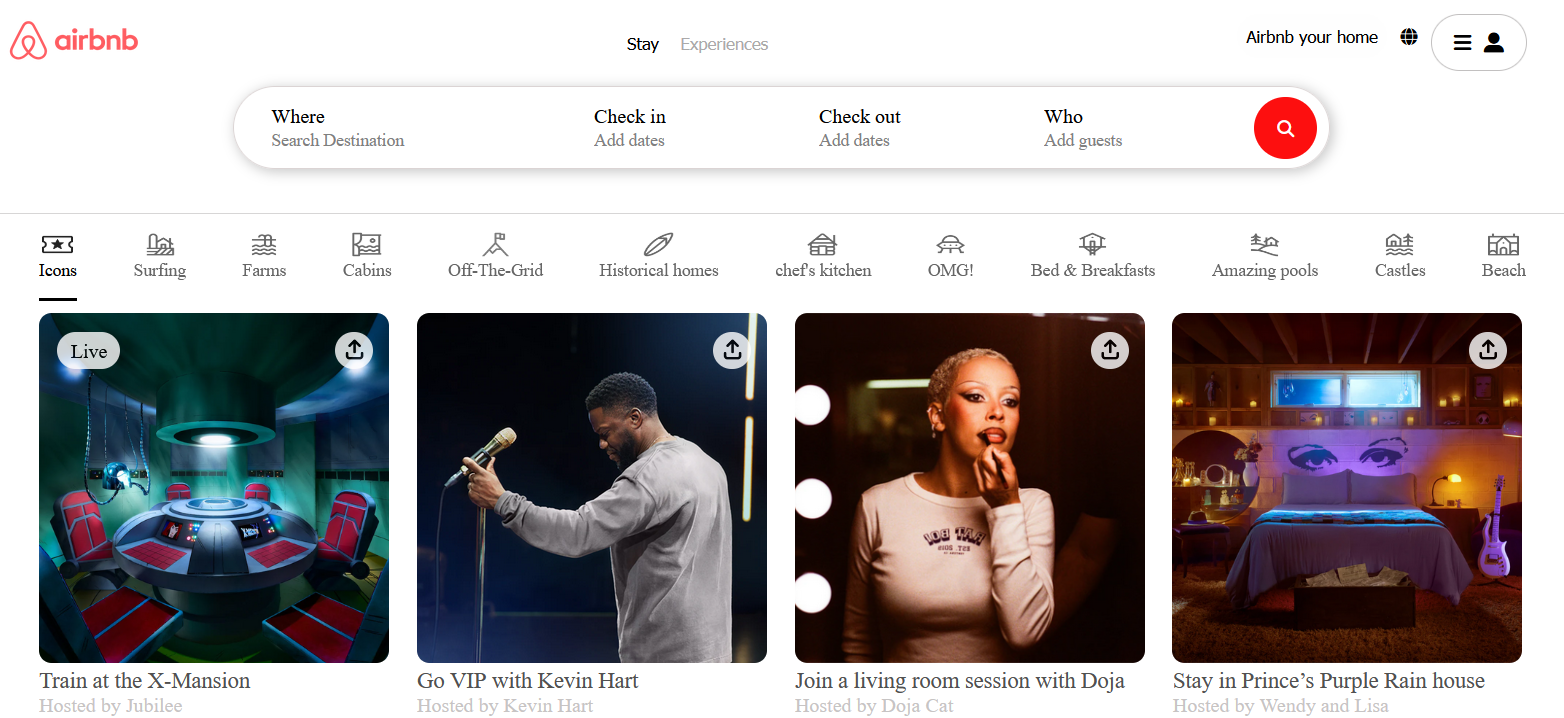 airbnb
Stay Experiences
Airbnb your home
Where Check in Check out Who
Search Destination Add dates Add dates Add guests
Icons Surfing Farms Cabins Off-The-Grid Historical homes chef's kitchen OMG! Bed & Breakfasts Amazing pools Castles Beach
Live
Train at the X-Mansion
Hosted by Jubilee
Go VIP with Kevin Hart
Hosted by Kevin Hart
Join a living room session with Doja
Hosted by Doja Cat
Stay in Prince’s Purple Rain house
Hosted by Wendy and Lisa